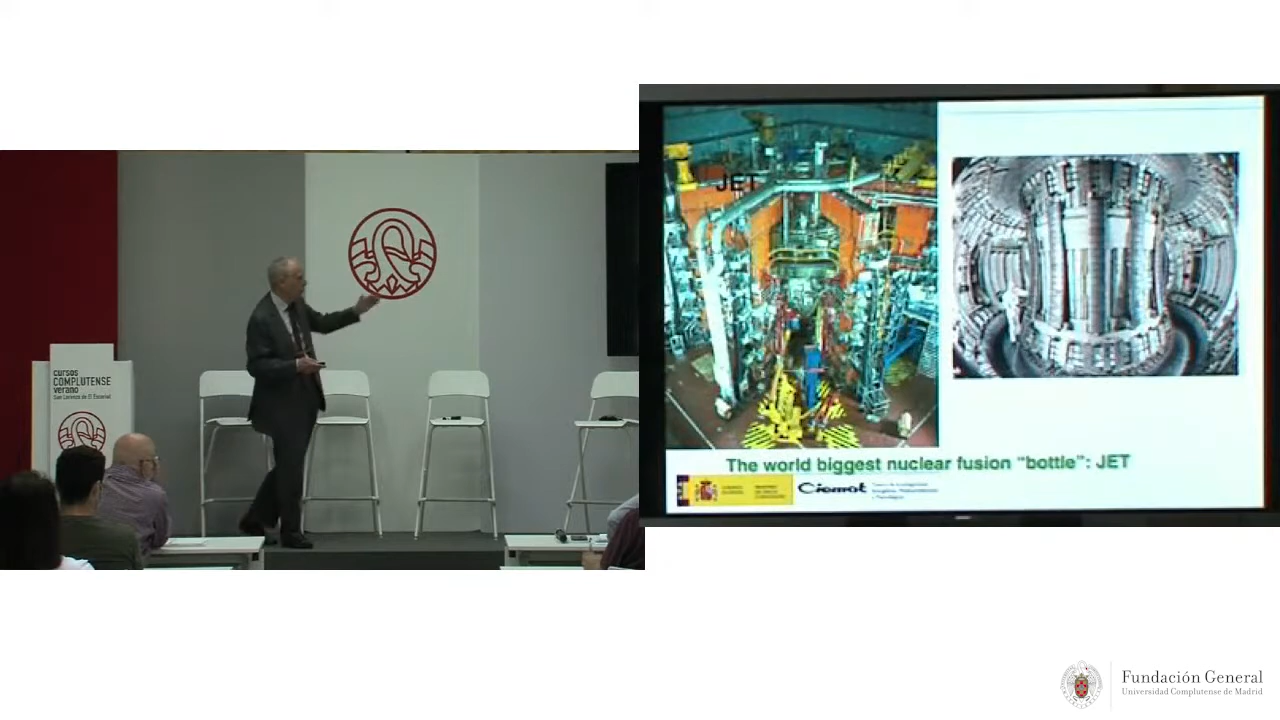 cursos
COMPLUTENSE
verano
San Lorenzo de El Escorial
JET
The world biggest nuclear fusion “bottle”: JET
Ciemat
Fundación General
Universidad Complutense de Madrid